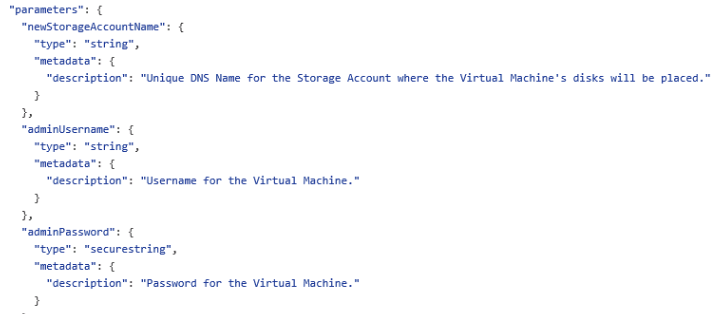 "parameters": {
"newStorageAccountName": {
"type": "string",
"metadata": {
"description": "Unique DNS Name for the Storage Account where the Virtual Machine's disks will be placed."
}
},
"adminUsername": {
"type": "string",
"metadata": {
"description": "Username for the Virtual Machine."
}
},
"adminPassword": {
"type": "securestring",
"metadata": {
"description": "Password for the Virtual Machine."
}